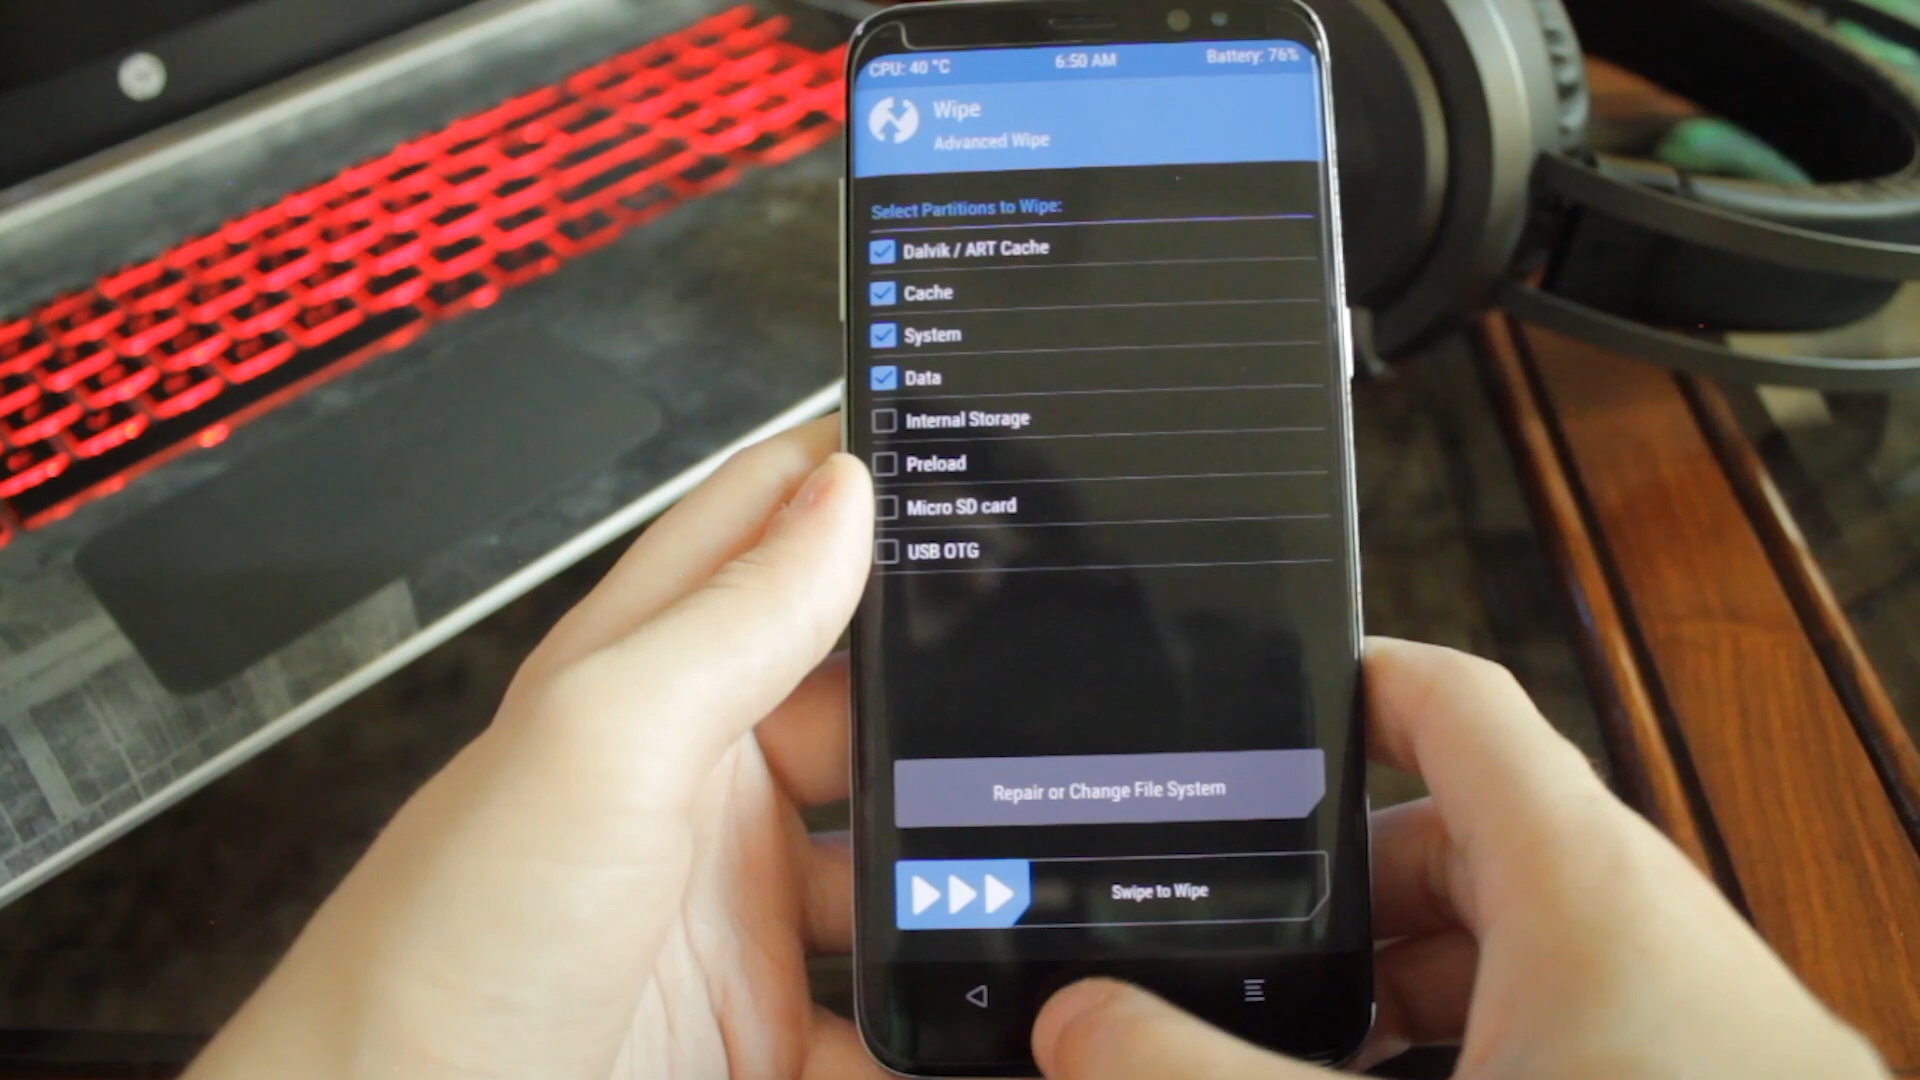 CPU: 40 °C 6:50 AM Battery: 76%
Wipe
Advanced Wipe
Select Partitions to Wipe:
Dalvik / ART Cache
Cache
System
Data
Internal Storage
Preload
Micro SD card
USB OTG
Repair or Change File System
Swipe to Wipe